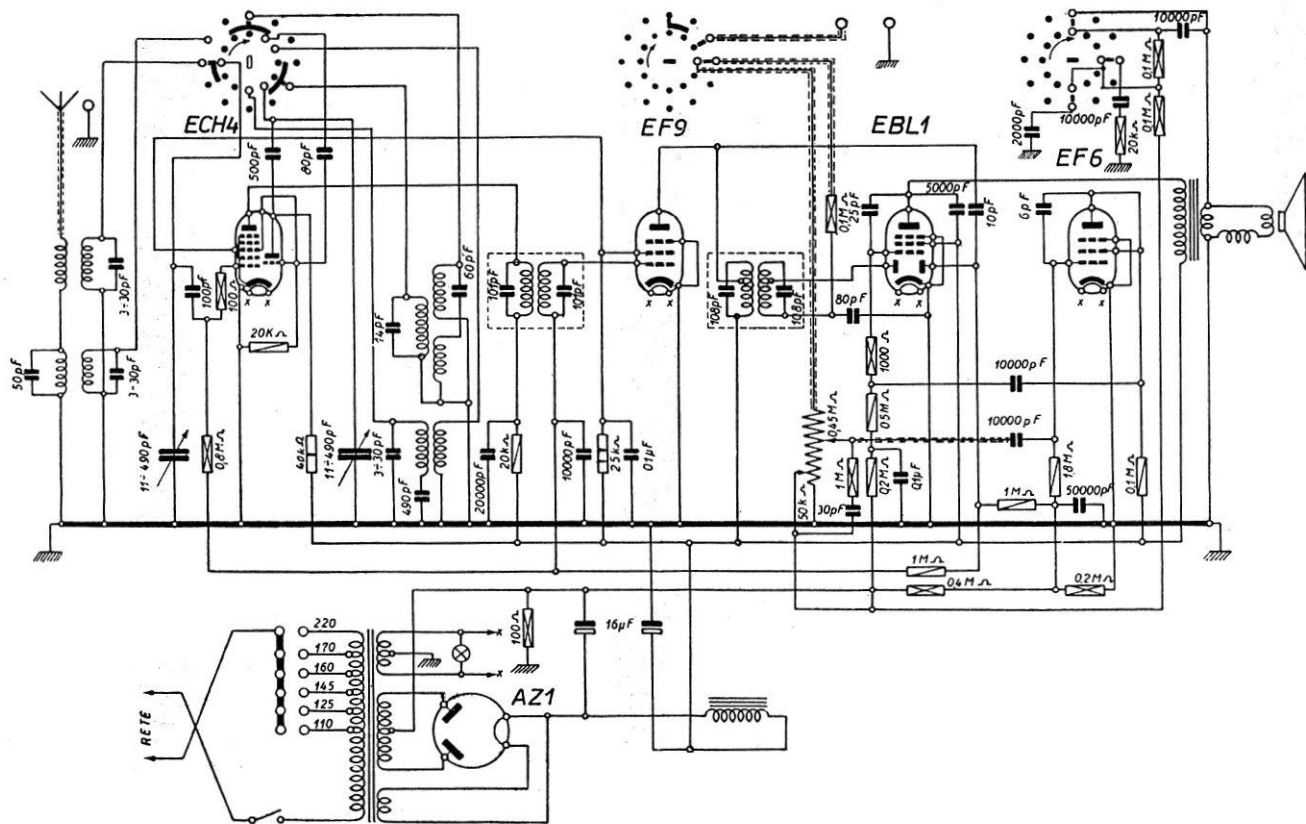 ECH4
EF9
EBL1
EF6
10000pF
0,1MΩ
0,1MΩ
2000pF
10000pF
20kΩ
500pF
80pF
60pF
0,1MΩ
25pF
5000pF
10pF
6pF
100pF
100Ω
3÷30pF
101pF
101pF
108pF
108pF
80pF
x x
x x
x x
x x
20KΩ
14pF
50pF
3÷30pF
1000Ω
10000pF
0,45MΩ
0,5MΩ
10000pF
11÷490pF
0,8MΩ
40kΩ
11÷490pF
3÷30pF
490pF
20000pF
20kΩ
10000pF
25kΩ
0,1µF
50kΩ
1MΩ
30pF
0,2MΩ
0,1µF
1MΩ
1,8MΩ
50000pF
0,1MΩ
1MΩ
0,4MΩ
0,2MΩ
100Ω
16µF
x
x
220
170
160
145
125
110
RETE
AZ1